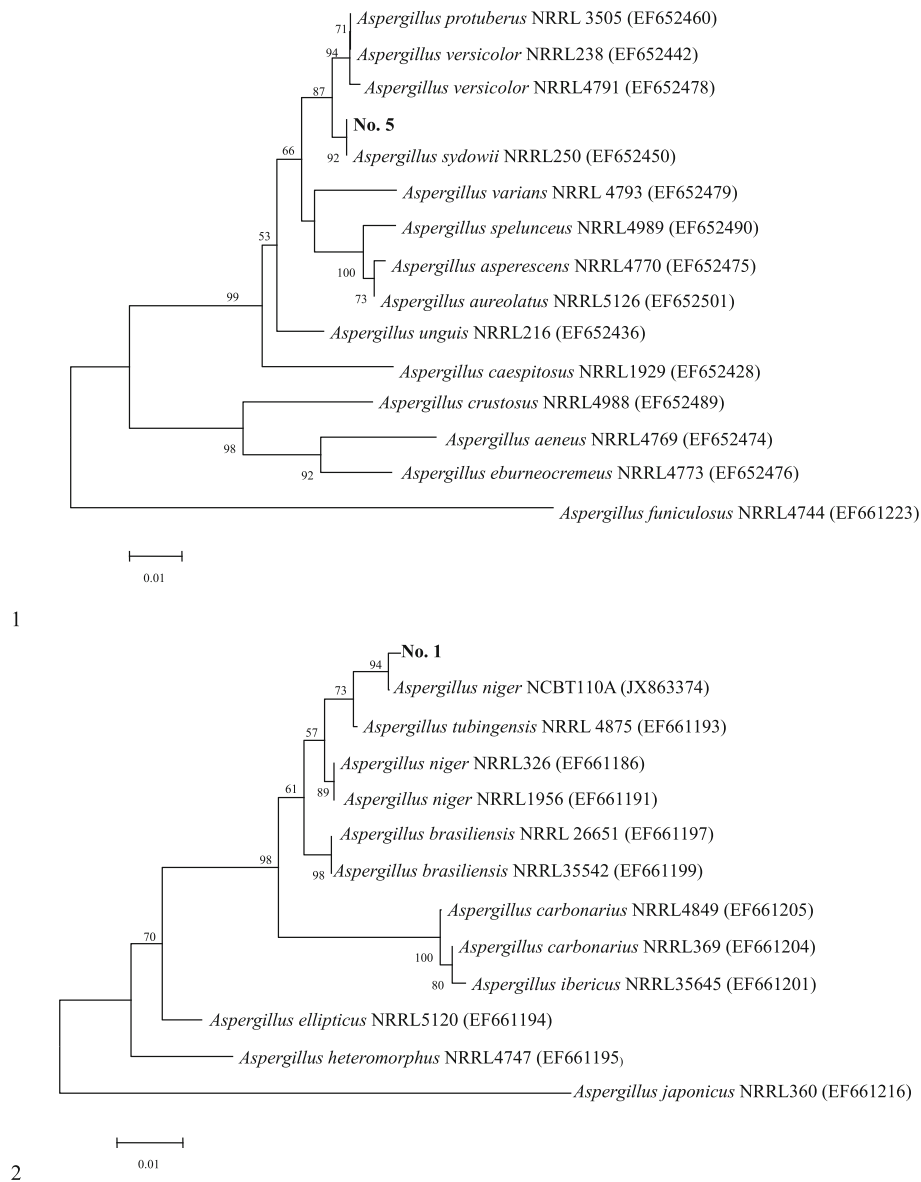 Aspergillus protuberus NRRL 3505 (EF652460)
71
Aspergillus versicolor NRRL238 (EF652442)
94
Aspergillus versicolor NRRL4791 (EF652478)
87
No. 5
66
92 Aspergillus sydowii NRRL250 (EF652450)
Aspergillus varians NRRL 4793 (EF652479)
Aspergillus spelunceus NRRL4989 (EF652490)
53
Aspergillus asperescens NRRL4770 (EF652475)
100
73 Aspergillus aureolatus NRRL5126 (EF652501)
99
Aspergillus unguis NRRL216 (EF652436)
Aspergillus caespitosus NRRL1929 (EF652428)
Aspergillus crustosus NRRL4988 (EF652489)
Aspergillus aeneus NRRL4769 (EF652474)
98
92 Aspergillus eburneocremeus NRRL4773 (EF652476)
Aspergillus funiculosus NRRL4744 (EF661223)
0.01
1
No. 1
94
Aspergillus niger NCBT110A (JX863374)
73
Aspergillus tubingensis NRRL 4875 (EF661193)
57
Aspergillus niger NRRL326 (EF661186)
61
89 Aspergillus niger NRRL1956 (EF661191)
Aspergillus brasiliensis NRRL 26651 (EF661197)
98
98 Aspergillus brasiliensis NRRL35542 (EF661199)
Aspergillus carbonarius NRRL4849 (EF661205)
70
Aspergillus carbonarius NRRL369 (EF661204)
100
80 Aspergillus ibericus NRRL35645 (EF661201)
Aspergillus ellipticus NRRL5120 (EF661194)
Aspergillus heteromorphus NRRL4747 (EF661195)
Aspergillus japonicus NRRL360 (EF661216)
0.01
2